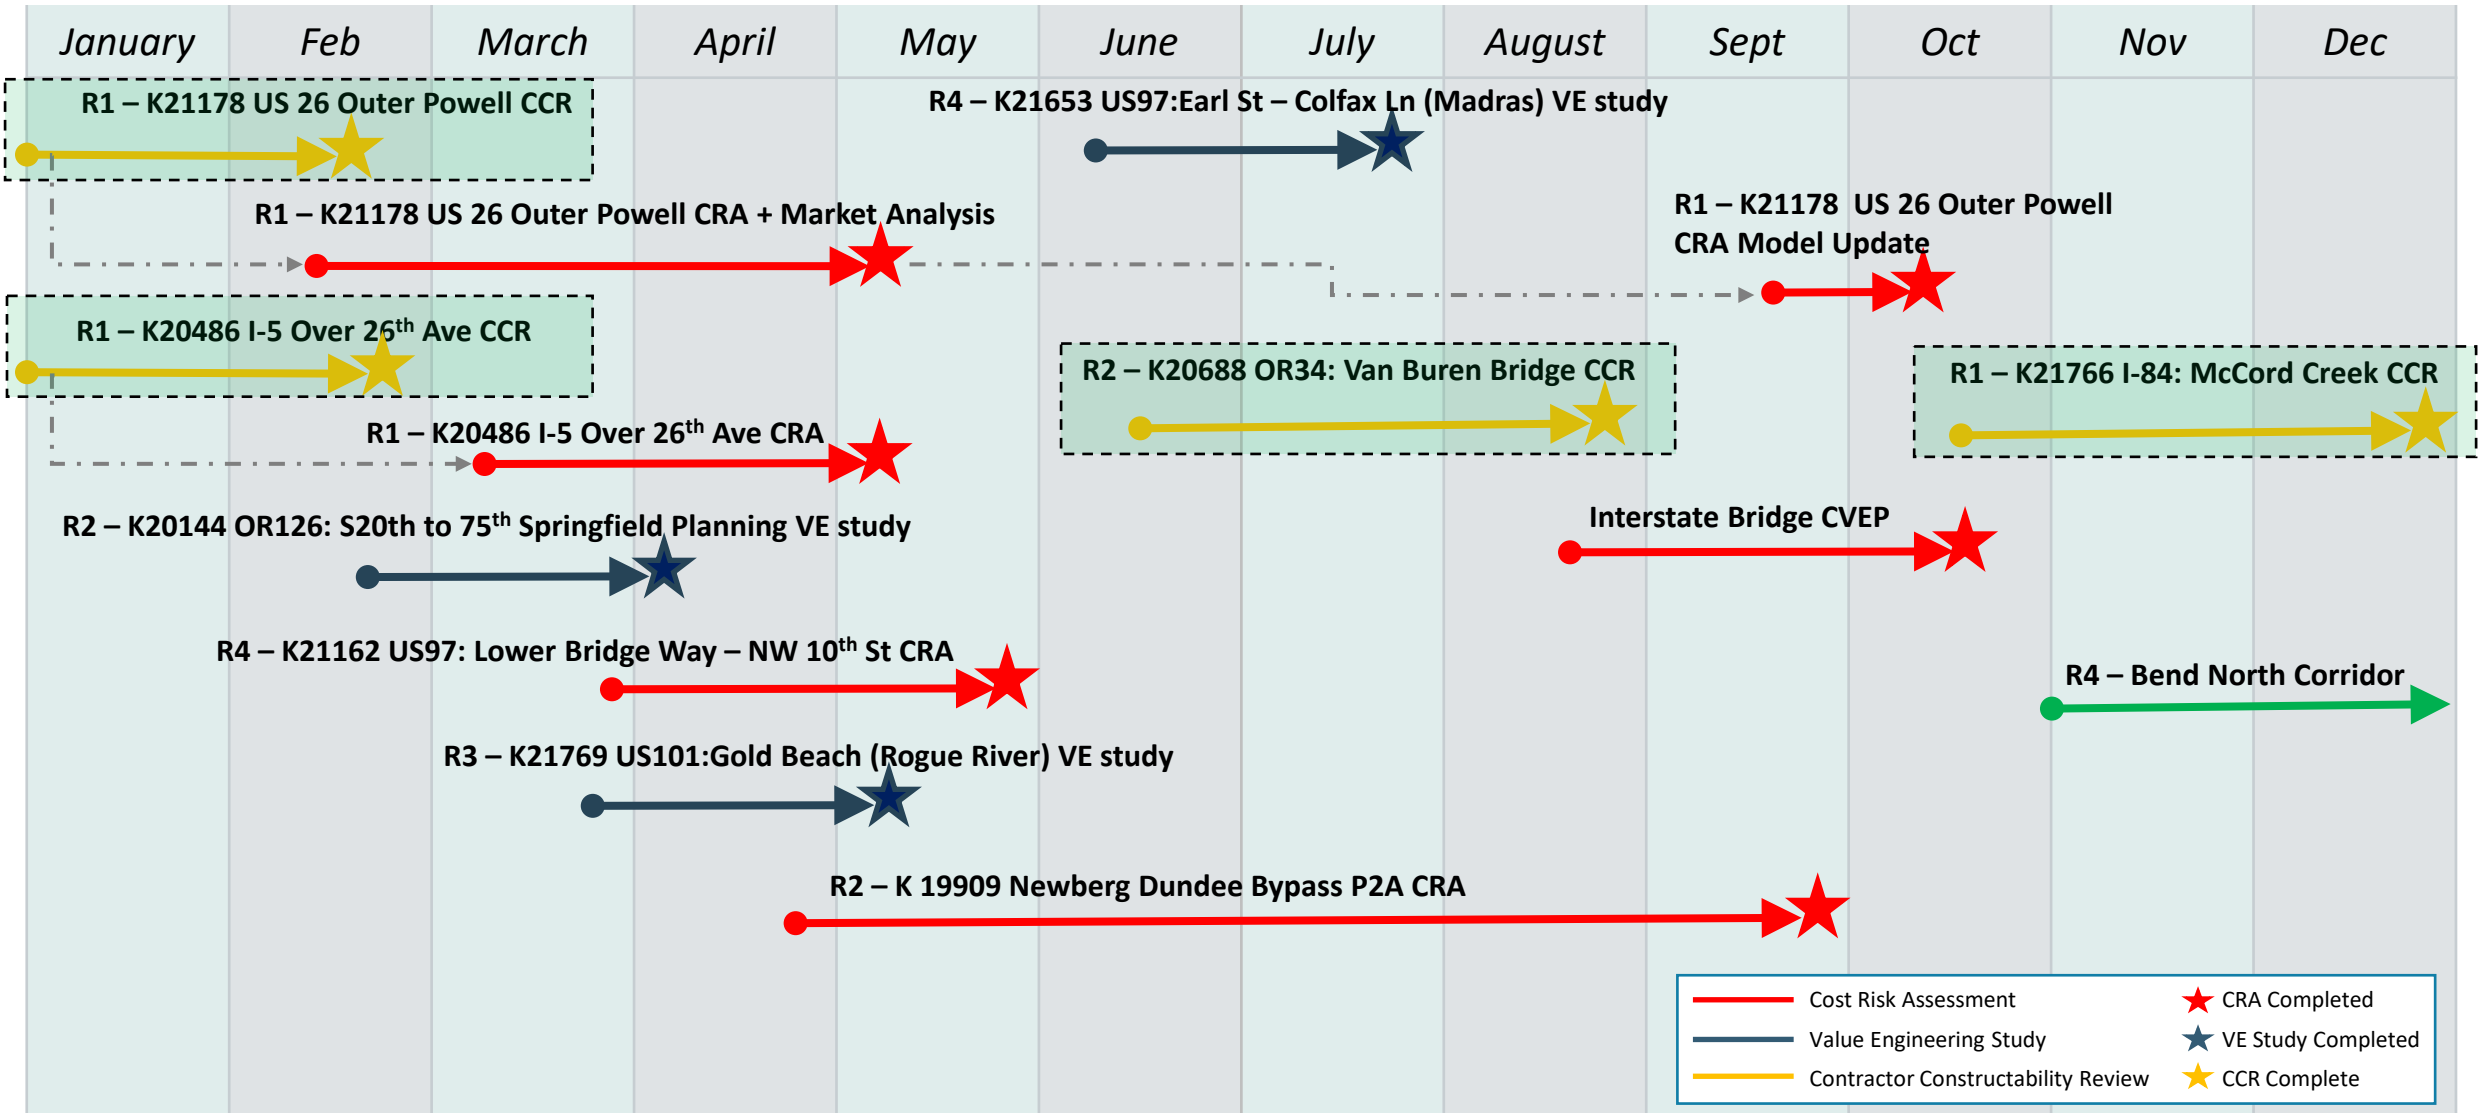 January Feb March April May June July August Sept Oct Nov Dec
R1 – K21178 US 26 Outer Powell CCR
R4 – K21653 US97:Earl St – Colfax Ln (Madras) VE study
R1 – K21178 US 26 Outer Powell CRA + Market Analysis
R1 – K21178  US 26 Outer Powell
CRA Model Update
R1 – K20486 I-5 Over 26th Ave CCR
R2 – K20688 OR34: Van Buren Bridge CCR
R1 – K21766 I-84: McCord Creek CCR
R1 – K20486 I-5 Over 26th Ave CRA
R2 – K20144 OR126: S20th to 75th Springfield Planning VE study
Interstate Bridge CVEP
R4 – K21162 US97: Lower Bridge Way – NW 10th St CRA
R4 – Bend North Corridor
R3 – K21769 US101:Gold Beach (Rogue River) VE study
R2 – K 19909 Newberg Dundee Bypass P2A CRA
Cost Risk Assessment
CRA Completed
Value Engineering Study
VE Study Completed
Contractor Constructability Review
CCR Complete